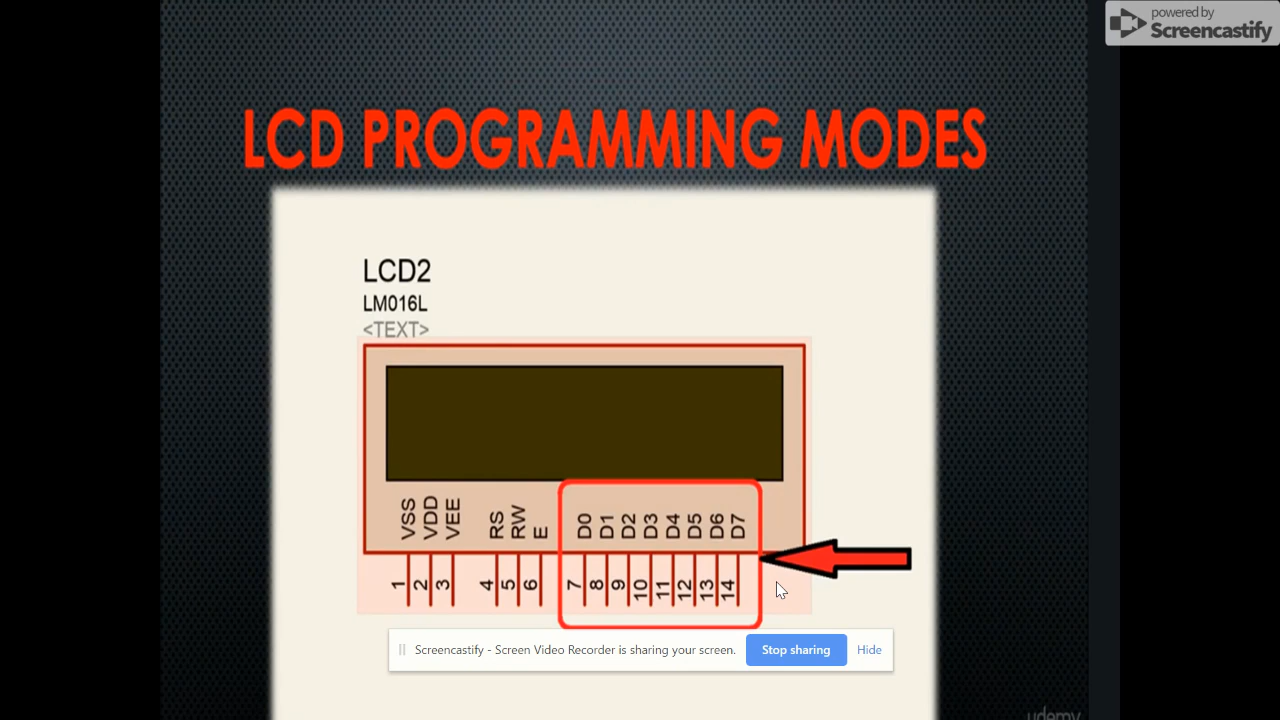 powered by
Screencastify
LCD PROGRAMMING MODES
LCD2
LM016L
<TEXT>
VSS VDD VEE RS RW E D0 D1 D2 D3 D4 D5 D6 D7
1 2 3 4 5 6 7 8 9 10 11 12 13 14
Screencastify - Screen Video Recorder is sharing your screen. Stop sharing Hide
udemy